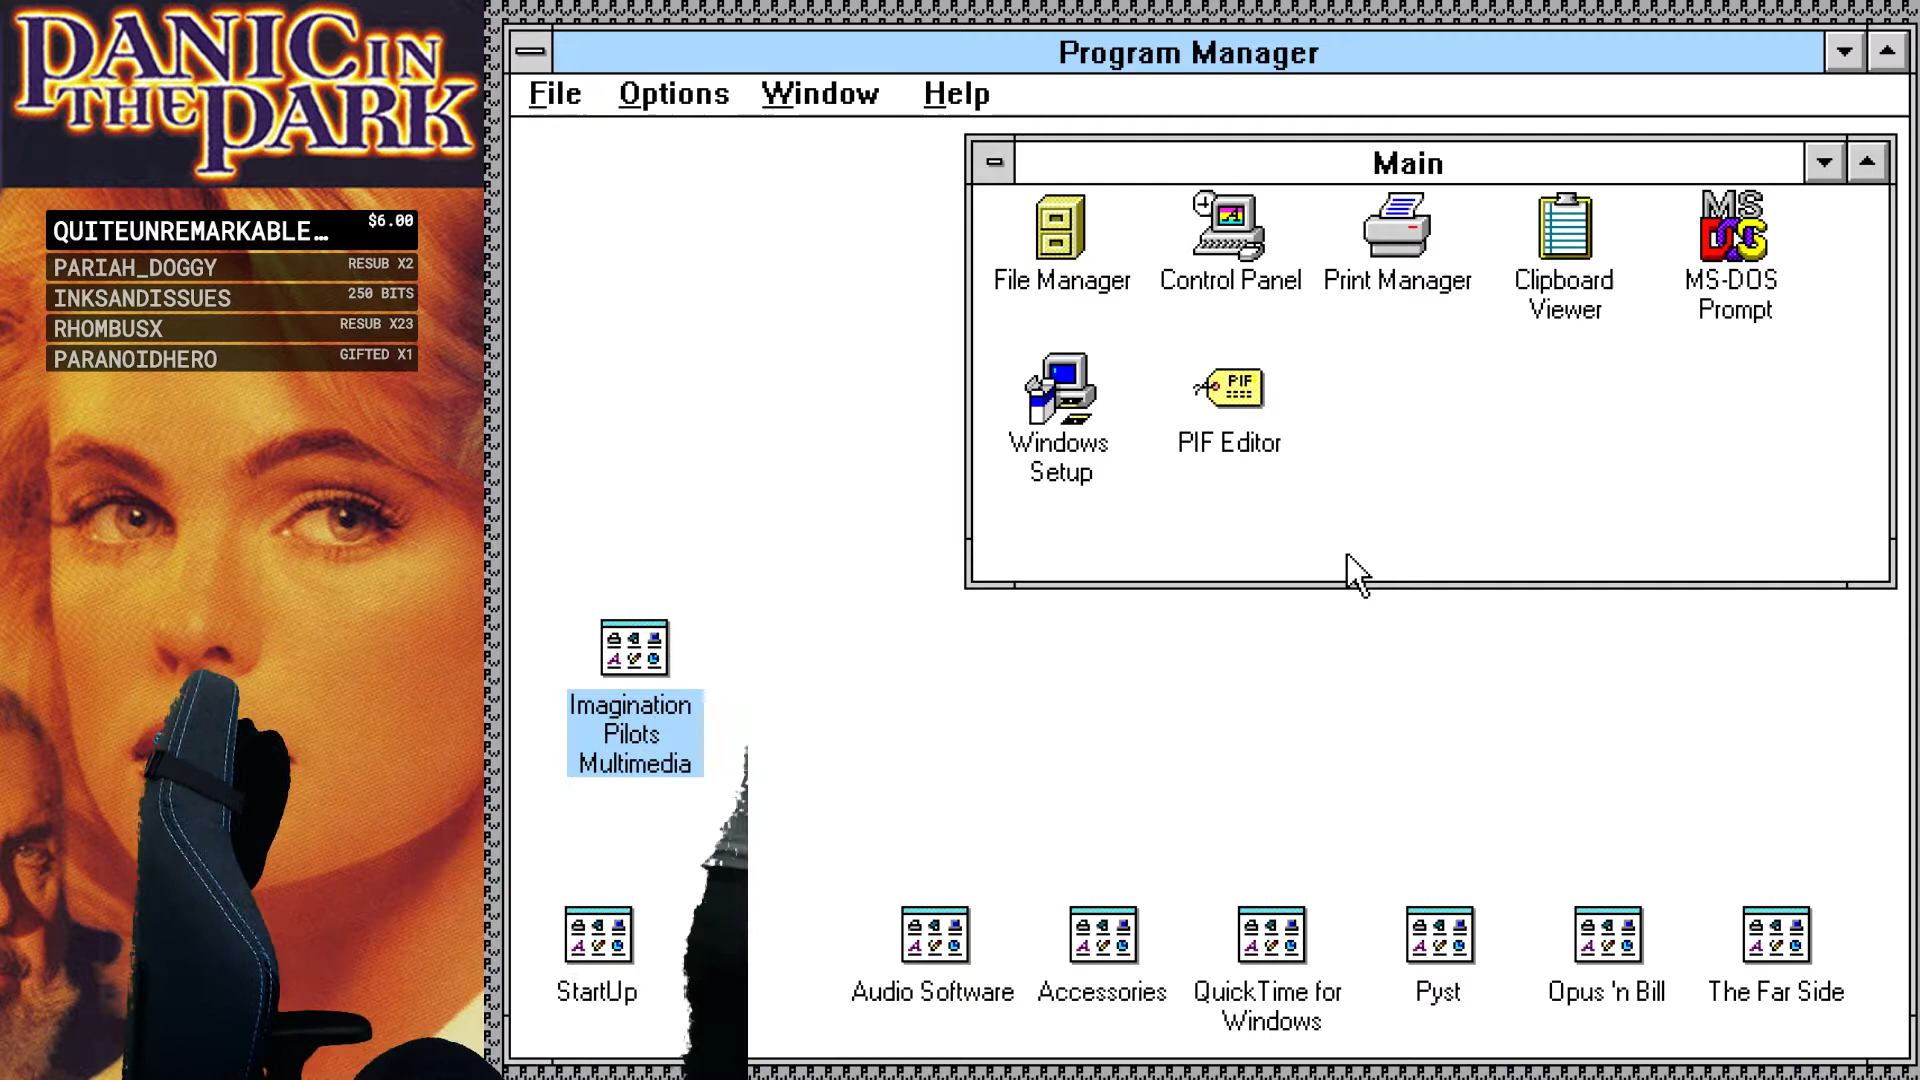 PANIC IN
THE PARK
QUITEUNREMARKABLE… $6.00
PARIAH_DOGGY RESUB X2
INKSANDISSUES 250 BITS
RHOMBUSX RESUB X23
PARANOIDHERO GIFTED X1
Program Manager
File Options Window Help
Main
File Manager
Control Panel
Print Manager
Clipboard
Viewer
MS
DOS
MS-DOS
Prompt
Windows
Setup
PIF
PIF Editor
Imagination
Pilots
Multimedia
StartUp
Audio Software
Accessories
QuickTime for
Windows
Pyst
Opus 'n Bill
The Far Side